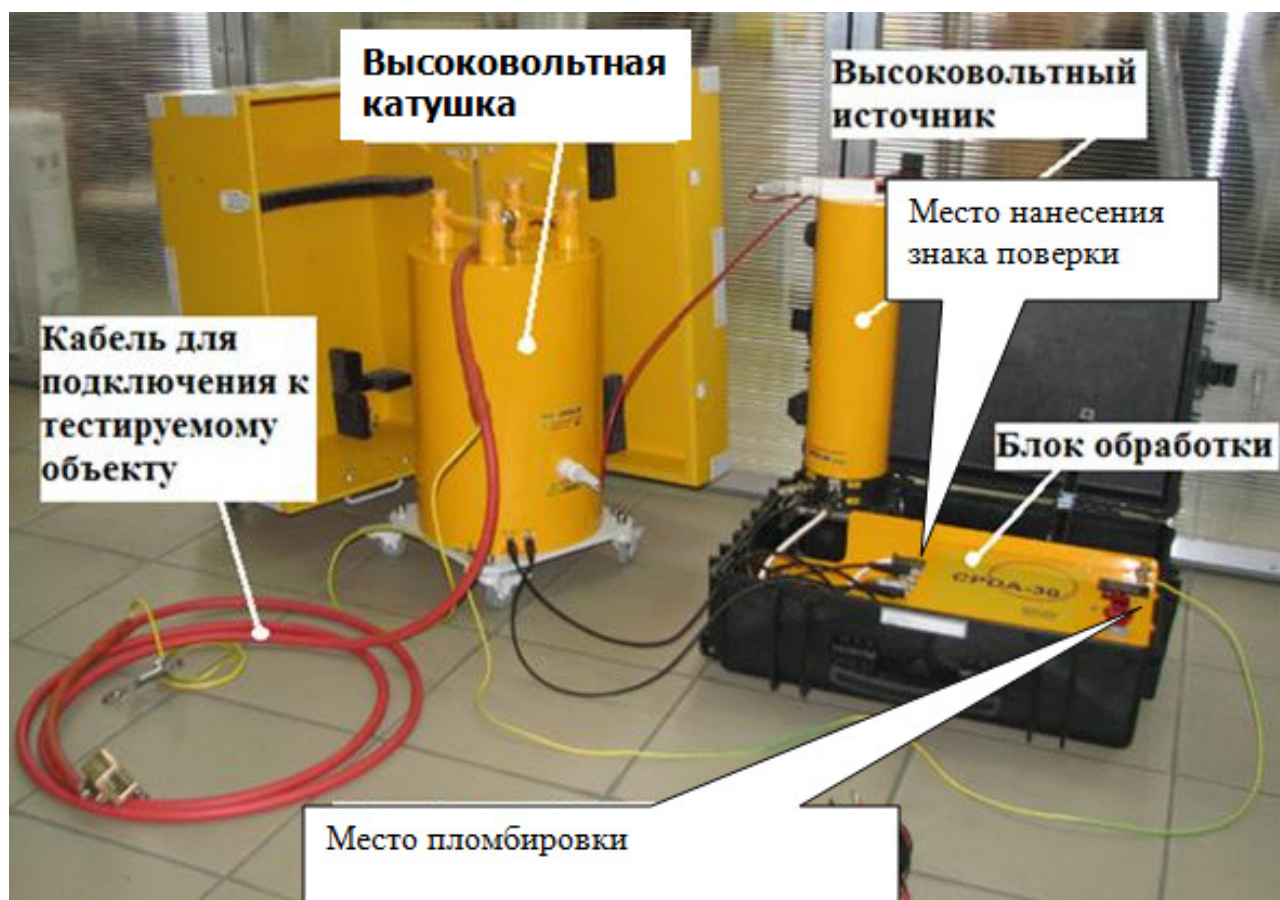 Высоковольтная
катушка
Высоковольтный
источник
Место нанесения
знака поверки
Кабель для
подключения к
тестируемому
объекту
Блок обработки
CPDA-30
Место пломбировки